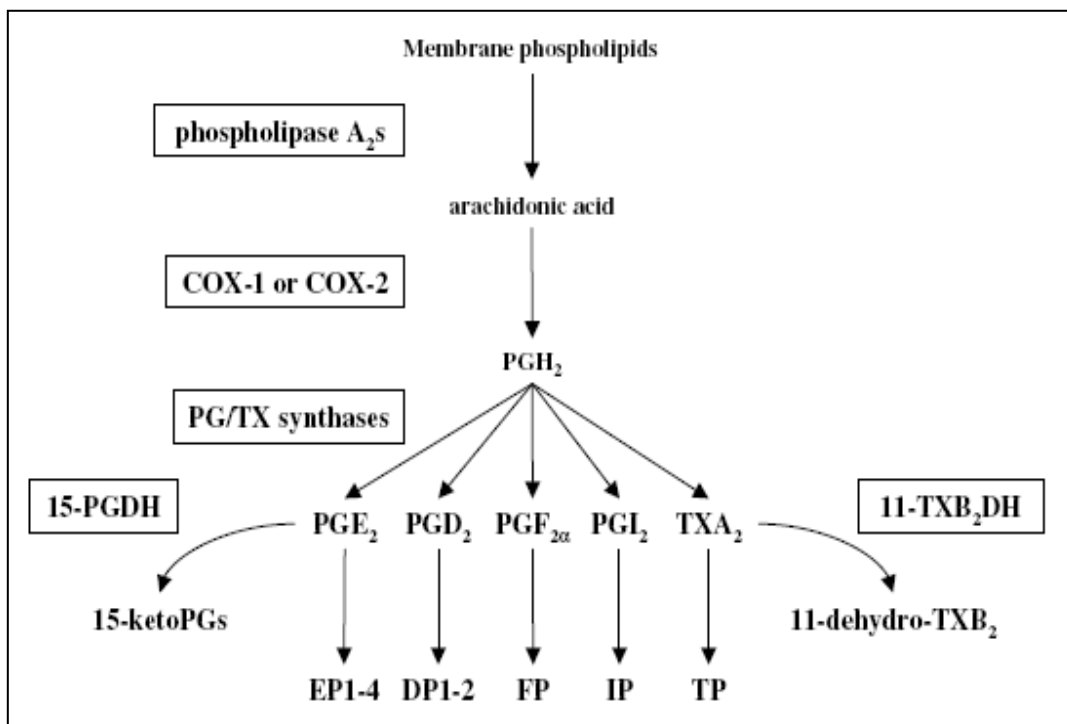 Membrane phospholipids
phospholipase A₂s
arachidonic acid
COX-1 or COX-2
PGH₂
PG/TX synthases
15-PGDH
11-TXB₂DH
PGE₂ PGD₂ PGF₂α PGI₂ TXA₂
15-ketoPGs
11-dehydro-TXB₂
EP1-4 DP1-2 FP IP TP